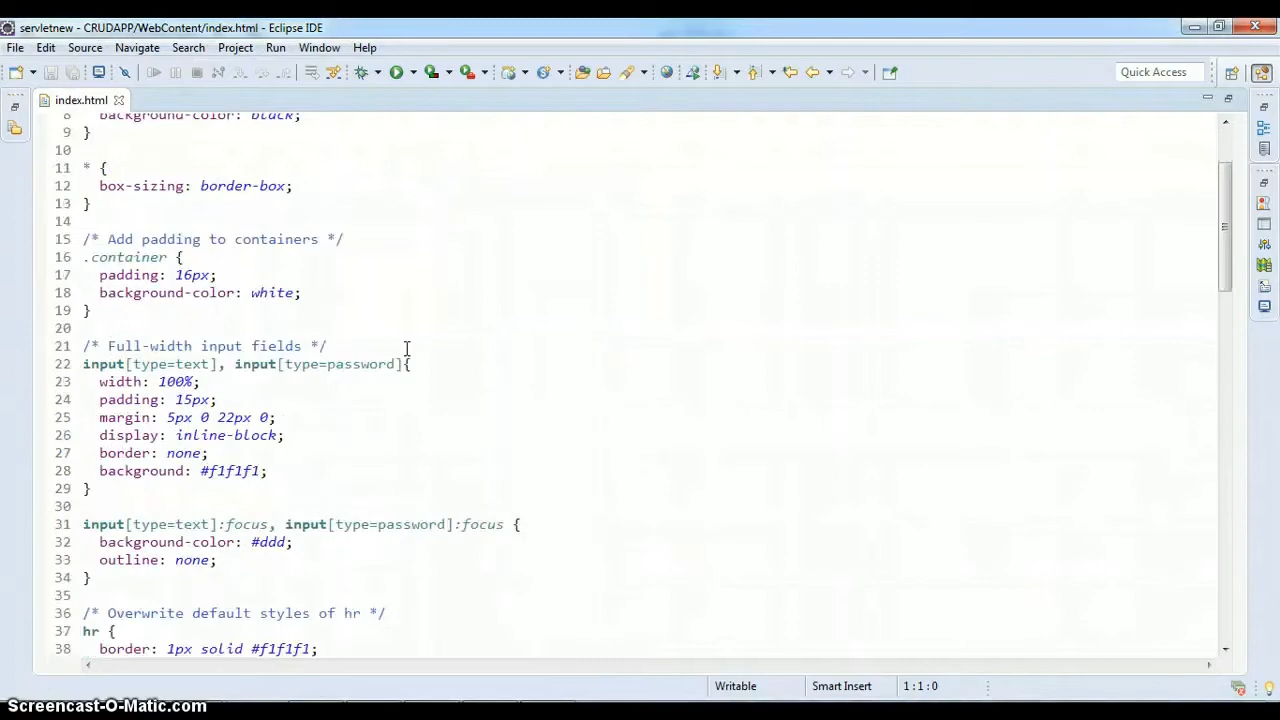 servletnew - CRUDAPP/WebContent/index.html - Eclipse IDE
File Edit Source Navigate Search Project Run Window Help
Quick Access
index.html
8 background-color: black;
9 }
10
11 * {
12 box-sizing: border-box;
13 }
14
15 /* Add padding to containers */
16 .container {
17 padding: 16px;
18 background-color: white;
19 }
20
21 /* Full-width input fields */
22 input[type=text], input[type=password]{
23 width: 100%;
24 padding: 15px;
25 margin: 5px 0 22px 0;
26 display: inline-block;
27 border: none;
28 background: #f1f1f1;
29 }
30
31 input[type=text]:focus, input[type=password]:focus {
32 background-color: #ddd;
33 outline: none;
34 }
35
36 /* Overwrite default styles of hr */
37 hr {
38 border: 1px solid #f1f1f1;
Writable Smart Insert 1:1:0
Screencast-O-Matic.com